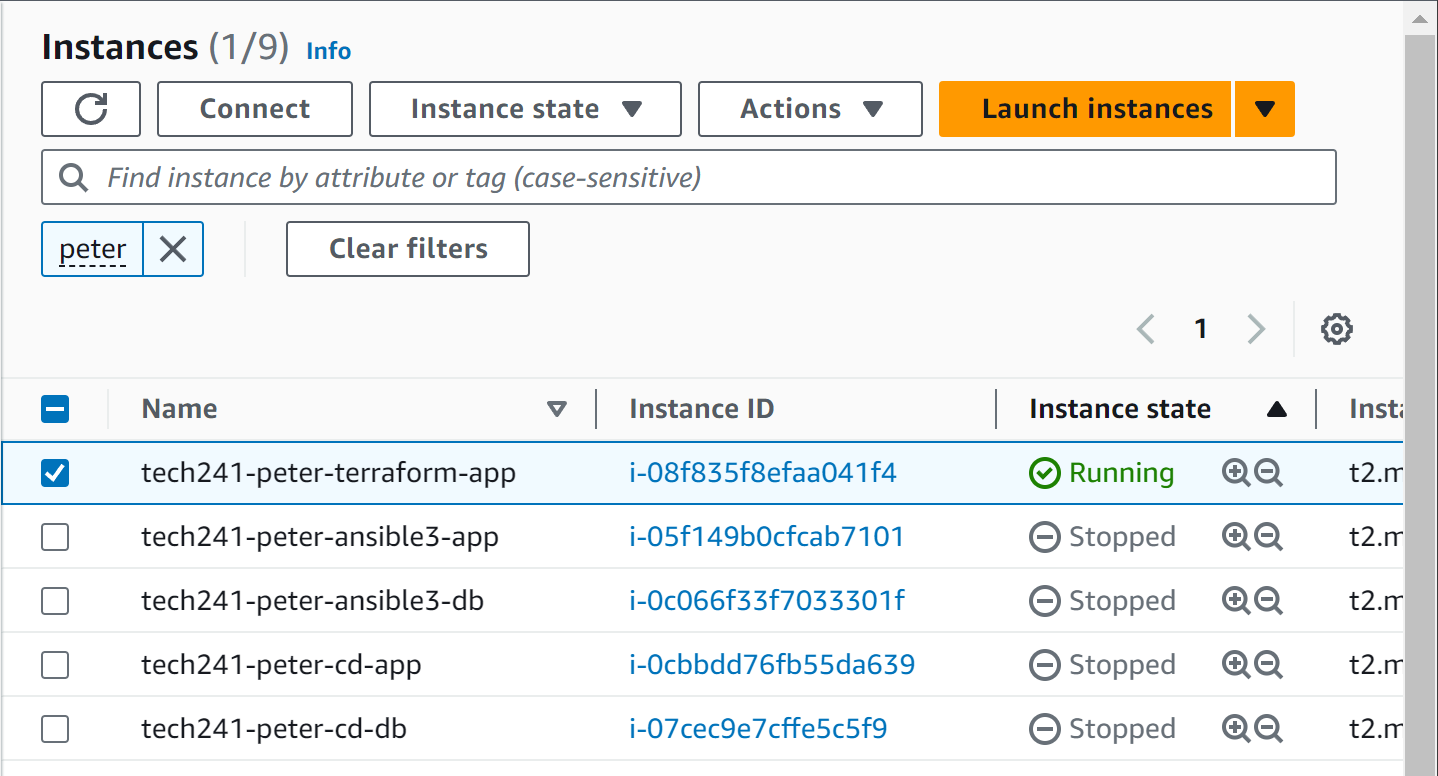 Instances (1/9) Info
Connect Instance state Actions Launch instances
Find instance by attribute or tag (case-sensitive)
peter Clear filters
1
Name Instance ID Instance state Insta
tech241-peter-terraform-app i-08f835f8efaa041f4 Running t2.m
tech241-peter-ansible3-app i-05f149b0cfcab7101 Stopped t2.m
tech241-peter-ansible3-db i-0c066f33f7033301f Stopped t2.m
tech241-peter-cd-app i-0cbbdd76fb55da639 Stopped t2.m
tech241-peter-cd-db i-07cec9e7cffe5c5f9 Stopped t2.m